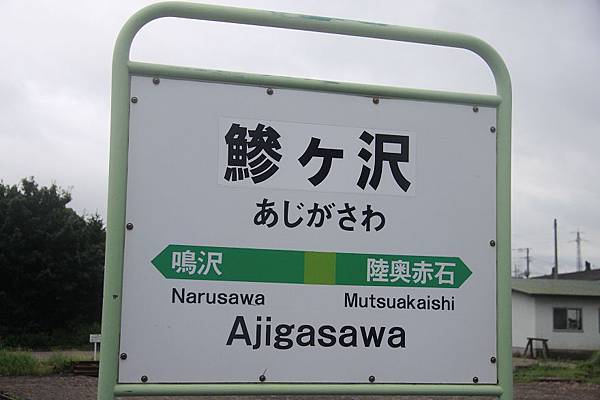 鰺ヶ沢
あじがさわ
鳴沢 陸奥赤石
Narusawa Mutsuakaishi
Ajigasawa